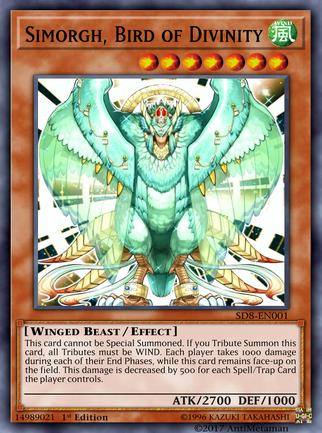 Simorgh, Bird of Divinity
WIND
風
SD8-EN001
[Winged Beast / Effect]
This card cannot be Special Summoned. If you Tribute Summon this
card, all Tributes must be WIND. Each player takes 1000 damage
during each of their End Phases, while this card remains face-up on
the field. This damage is decreased by 500 for each Spell/Trap Card
the player controls.
ATK/2700 DEF/1000
14989021 1st Edition ©1996 KAZUKI TAKAHASHI
©2017 AntiMetaman